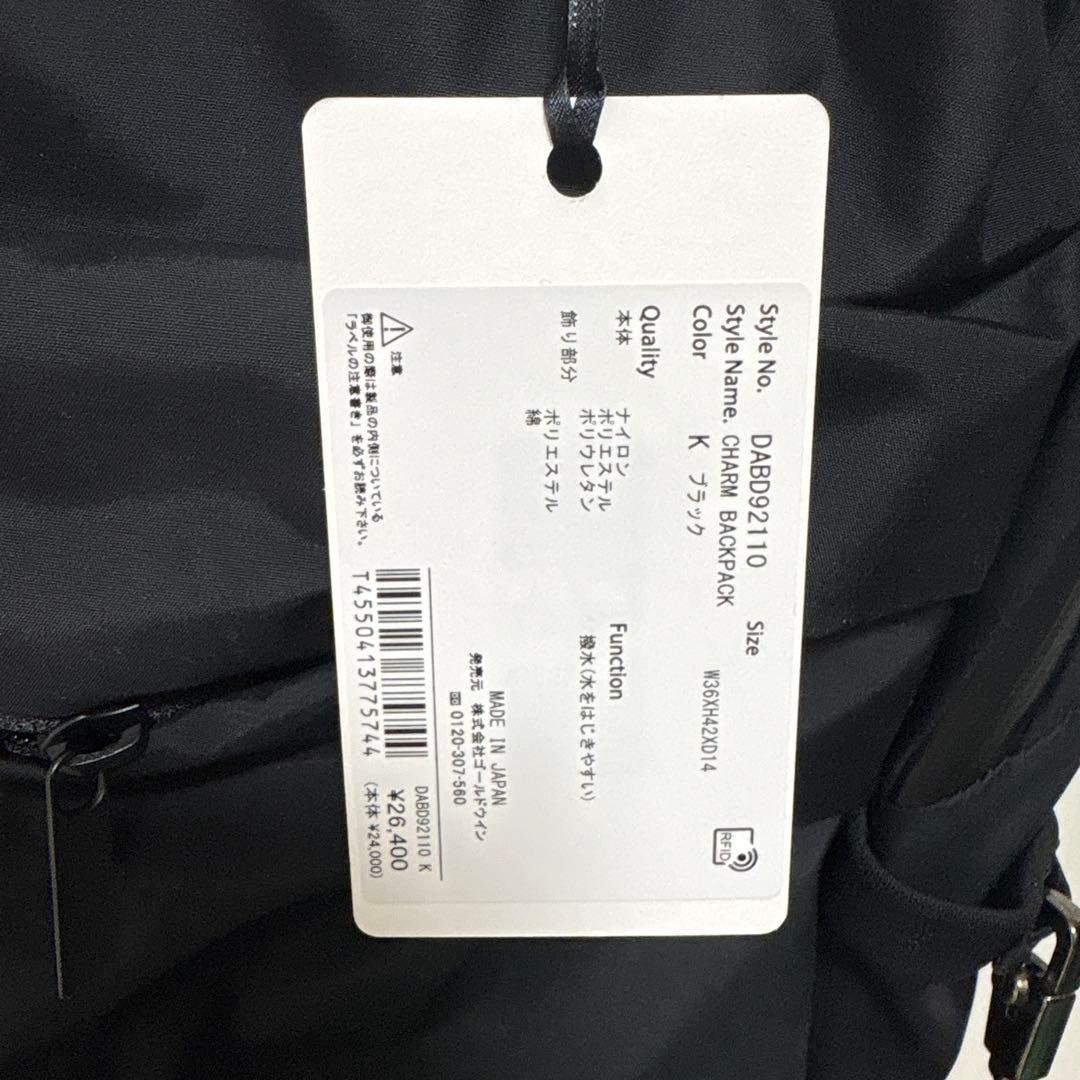 Style No. DABD92110
Style Name. CHARM BACKPACK
Color K ブラック
Size
W36XH42XD14
Quality
本体 ナイロン
ポリエステル
ポリウレタン
飾り部分 ポリエステル
綿
Function
撥水(水をはじきやすい)
RFID
注意
御使用の際は製品の内側についている
「ラベルの注意書き」を必ずお読み下さい。
MADE IN JAPAN
発売元 株式会社ゴールドウイン
0120-307-560
T4550413775744
DABD92110 K
¥26,400
(本体 ¥24,000)